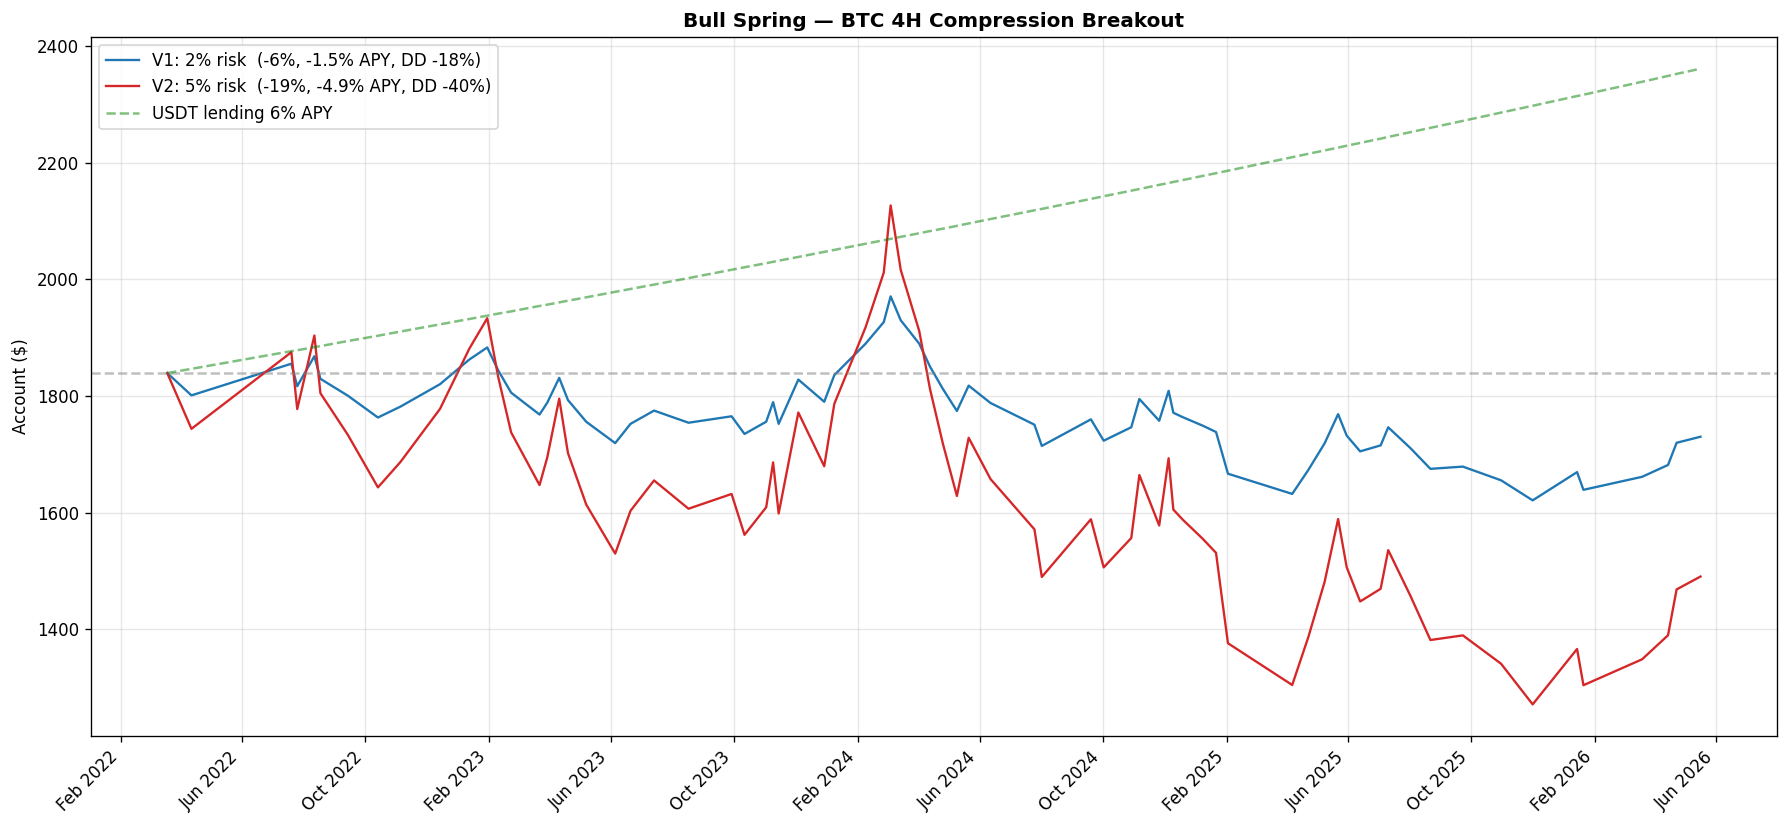 Bull Spring — BTC 4H Compression Breakout
V1: 2% risk  (-6%, -1.5% APY, DD -18%)
V2: 5% risk  (-19%, -4.9% APY, DD -40%)
USDT lending 6% APY
Account ($)
2400
2200
2000
1800
1600
1400
Feb 2022
Jun 2022
Oct 2022
Feb 2023
Jun 2023
Oct 2023
Feb 2024
Jun 2024
Oct 2024
Feb 2025
Jun 2025
Oct 2025
Feb 2026
Jun 2026